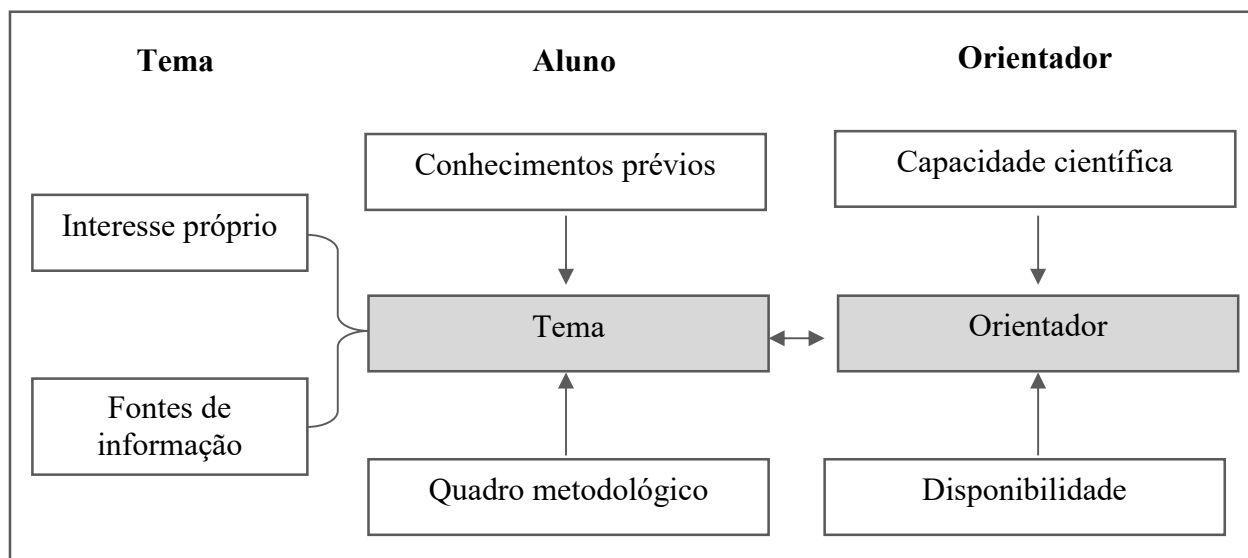 Tema
Aluno
Orientador
Conhecimentos prévios
Capacidade científica
Interesse próprio
Tema
Orientador
Fontes de
informação
Quadro metodológico
Disponibilidade